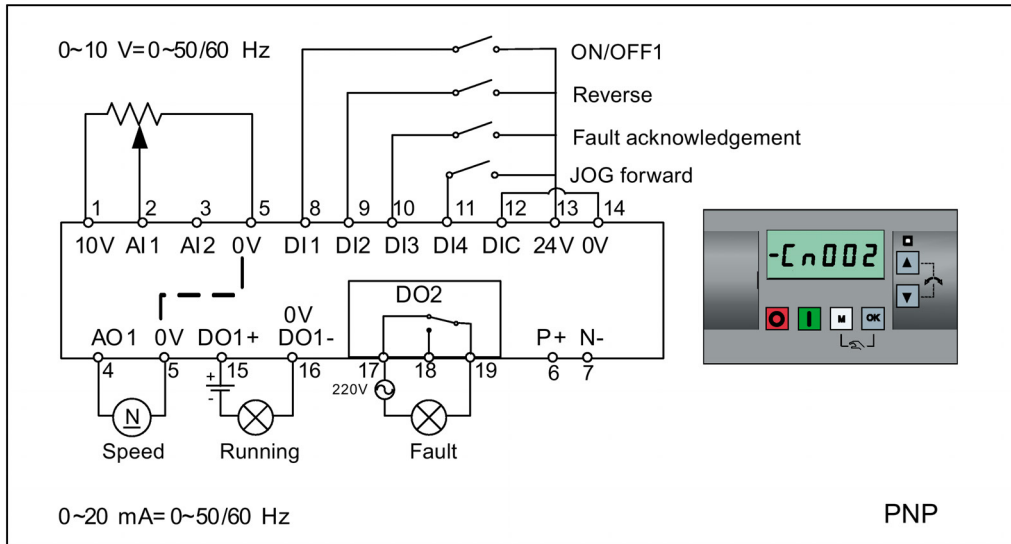 0~10 V=0~50/60 Hz
ON/OFF1
Reverse
Fault acknowledgement
JOG forward
1 2 3 5 8 9 10 11 12 13 14
10V AI1 AI2 0V DI1 DI2 DI3 DI4 DIC 24V 0V
-Cn002
M OK
DO2
0V
AO1 0V DO1+ DO1- P+ N-
4 5 15 16 17 18 19 6 7
+
-
220V
N
Speed Running Fault
0~20 mA=0~50/60 Hz
PNP